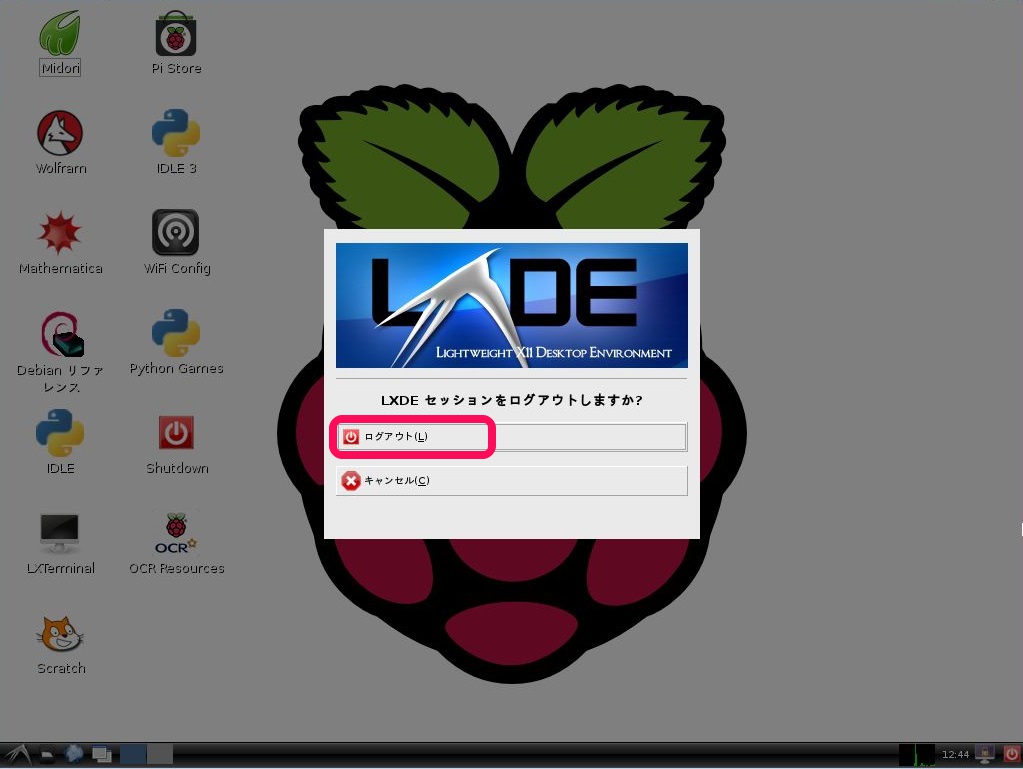 Midori
Pi Store
Wolfram
IDLE 3
Mathematica
WiFi Config
Debian リファ
レンス
Python Games
IDLE
Shutdown
LXTerminal
OCR
OCR Resources
Scratch
LXDE
LIGHTWEIGHT X11 DESKTOP ENVIRONMENT
LXDE セッションをログアウトしますか?
ログアウト(L)
キャンセル(C)
12:44